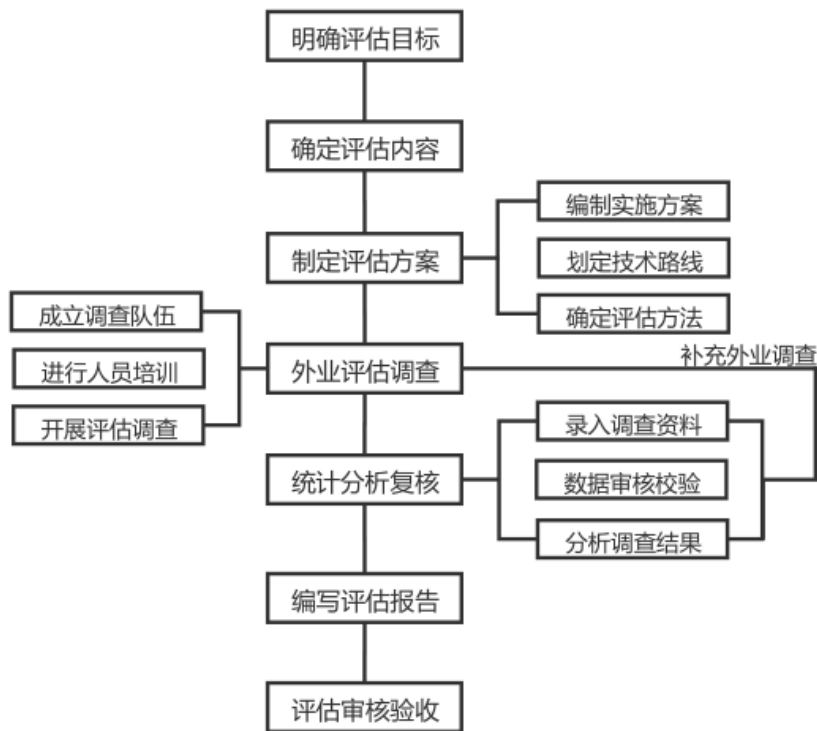 明确评估目标
确定评估内容
编制实施方案
制定评估方案
划定技术路线
确定评估方法
成立调查队伍
进行人员培训
开展评估调查
外业评估调查
补充外业调查
录入调查资料
统计分析复核
数据审核校验
分析调查结果
编写评估报告
评估审核验收